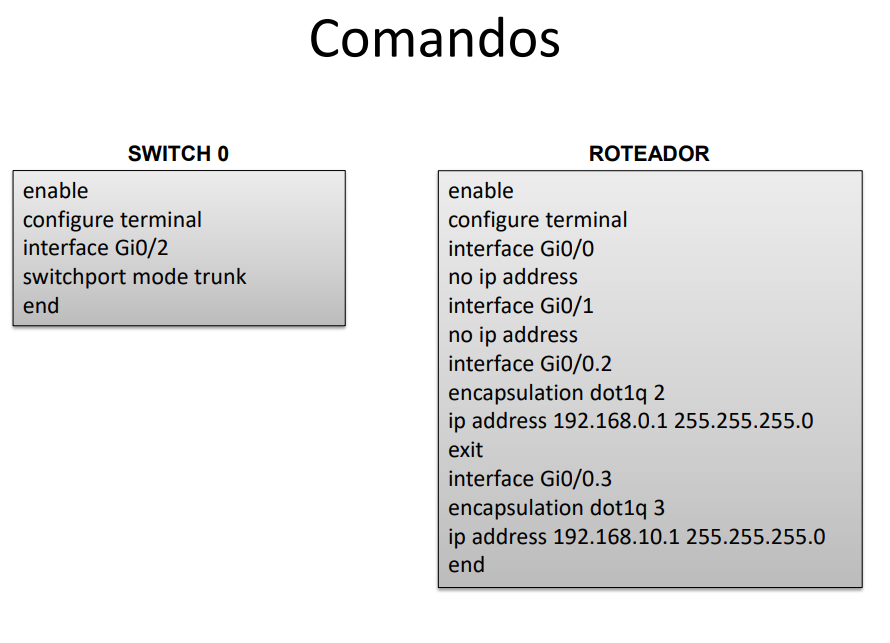 Comandos
SWITCH 0
enable
configure terminal
interface Gi0/2
switchport mode trunk
end
ROTEADOR
enable
configure terminal
interface Gi0/0
no ip address
interface Gi0/1
no ip address
interface Gi0/0.2
encapsulation dot1q 2
ip address 192.168.0.1 255.255.255.0
exit
interface Gi0/0.3
encapsulation dot1q 3
ip address 192.168.10.1 255.255.255.0
end